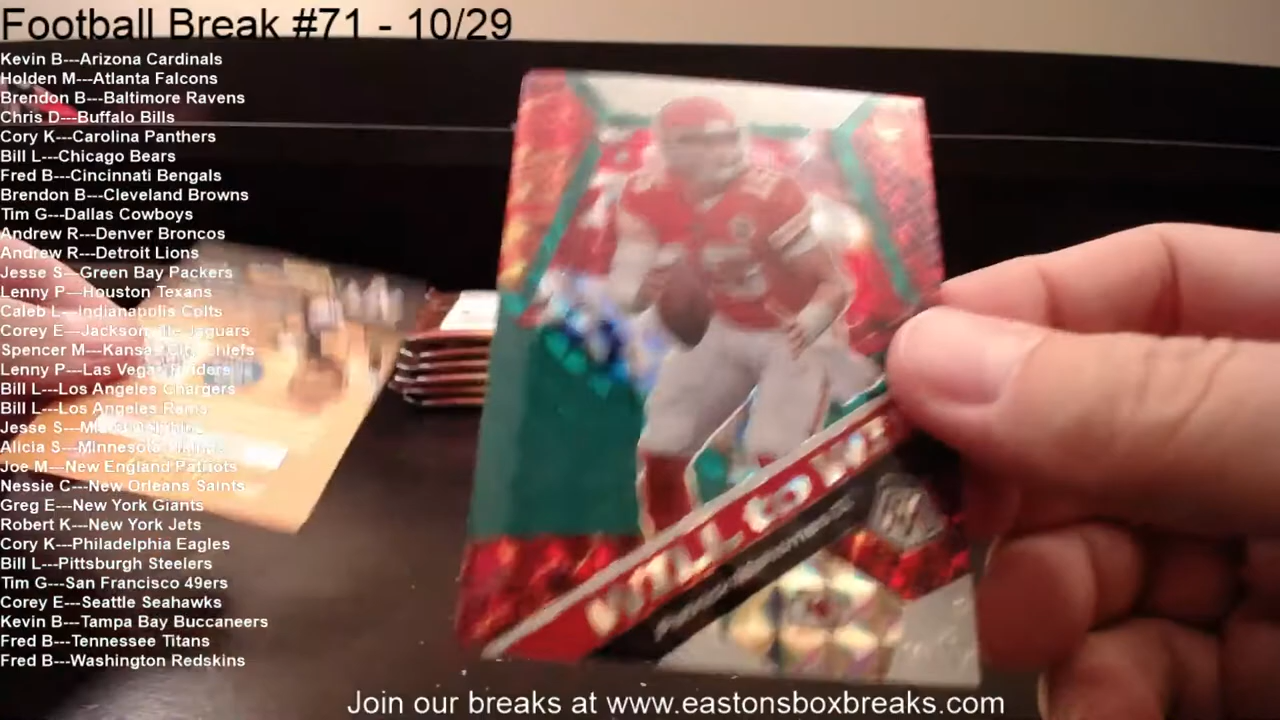 Football Break #71 - 10/29
Kevin B---Arizona Cardinals
Holden M---Atlanta Falcons
Brendon B---Baltimore Ravens
Chris D---Buffalo Bills
Cory K---Carolina Panthers
Bill L---Chicago Bears
Fred B---Cincinnati Bengals
Brendon B---Cleveland Browns
Tim G---Dallas Cowboys
Andrew R---Denver Broncos
Andrew R---Detroit Lions
Jesse S---Green Bay Packers
Lenny P---Houston Texans
Caleb L---Indianapolis Colts
Corey E---Jacksonville Jaguars
Spencer M---Kansas City Chiefs
Lenny P---Las Vegas Raiders
Bill L---Los Angeles Chargers
Bill L---Los Angeles Rams
Jesse S---Miami Dolphins
Alicia S---Minnesota Vikings
Joe M---New England Patriots
Nessie C---New Orleans Saints
Greg E---New York Giants
Robert K---New York Jets
Cory K---Philadelphia Eagles
Bill L---Pittsburgh Steelers
Tim G---San Francisco 49ers
Corey E---Seattle Seahawks
Kevin B---Tampa Bay Buccaneers
Fred B---Tennessee Titans
Fred B---Washington Redskins
WILL to
Join our breaks at www.eastonsboxbreaks.com